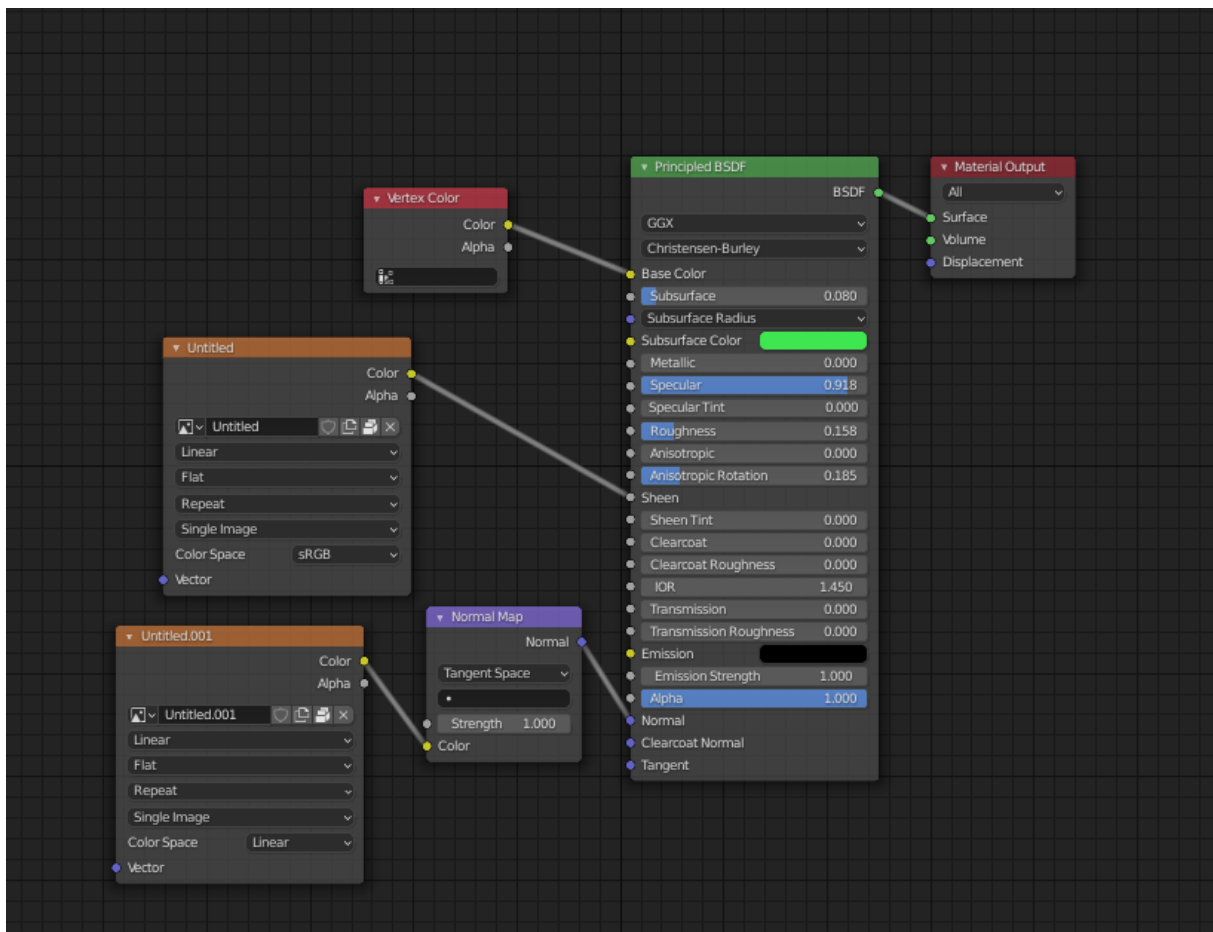 Vertex Color
Color
Alpha
Untitled
Color
Alpha
Untitled
Linear
Flat
Repeat
Single Image
Color Space sRGB
Vector
Untitled.001
Color
Alpha
Untitled.001
Linear
Flat
Repeat
Single Image
Color Space Linear
Vector
Normal Map
Normal
Tangent Space
Strength 1.000
Color
Principled BSDF
BSDF
GGX
Christensen-Burley
Base Color
Subsurface 0.080
Subsurface Radius
Subsurface Color
Metallic 0.000
Specular 0.918
Specular Tint 0.000
Roughness 0.158
Anisotropic 0.000
Anisotropic Rotation 0.185
Sheen
Sheen Tint 0.000
Clearcoat 0.000
Clearcoat Roughness 0.000
IOR 1.450
Transmission 0.000
Transmission Roughness 0.000
Emission
Emission Strength 1.000
Alpha 1.000
Normal
Clearcoat Normal
Tangent
Material Output
All
Surface
Volume
Displacement